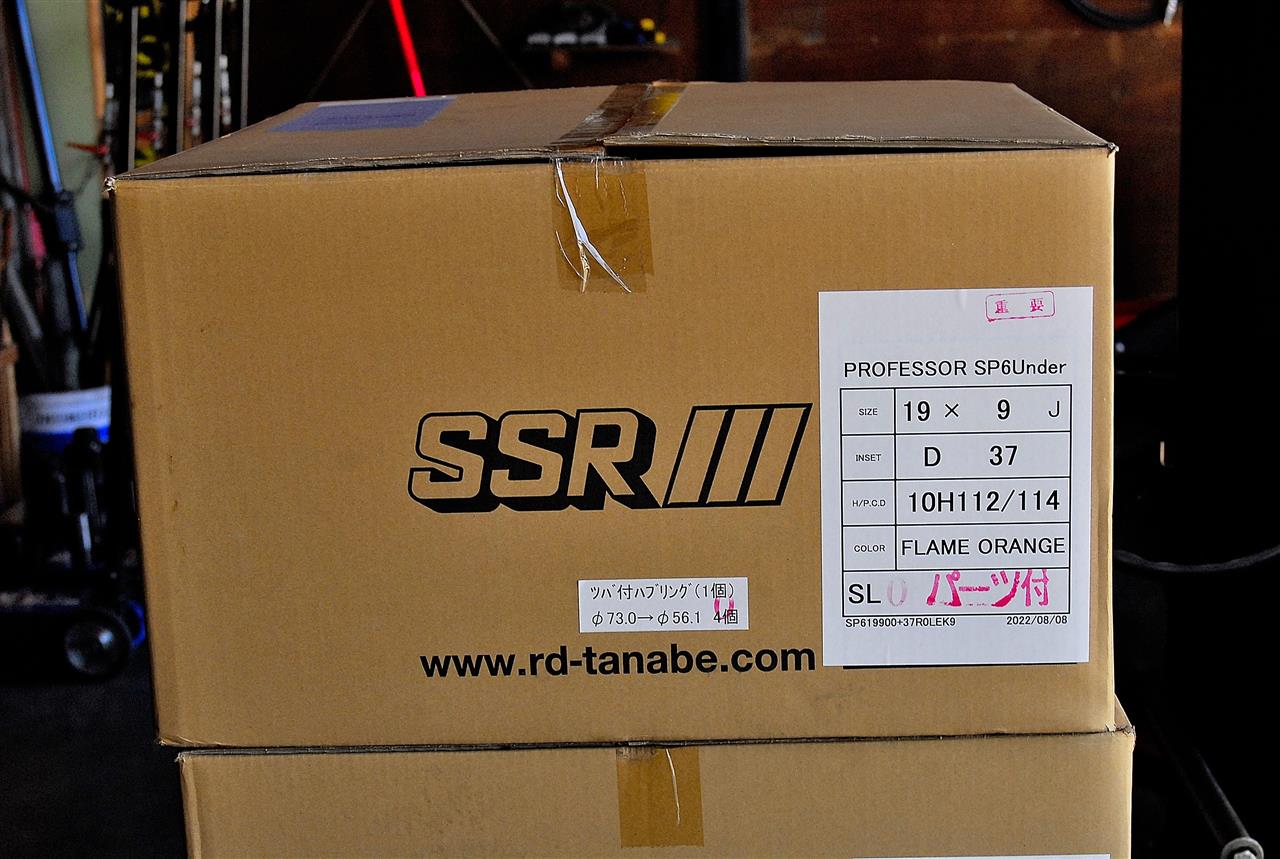 重要
PROFESSOR SP6Under
SIZE 19 × 9 J
INSET D 37
H/P.C.D 10H112/114
COLOR FLAME ORANGE
SL 0 パーツ付
SP619900+37R0LEK9 2022/08/08
SSR
ツバ付ハブリング(1個)
φ73.0→φ56.1 4個
www.rd-tanabe.com